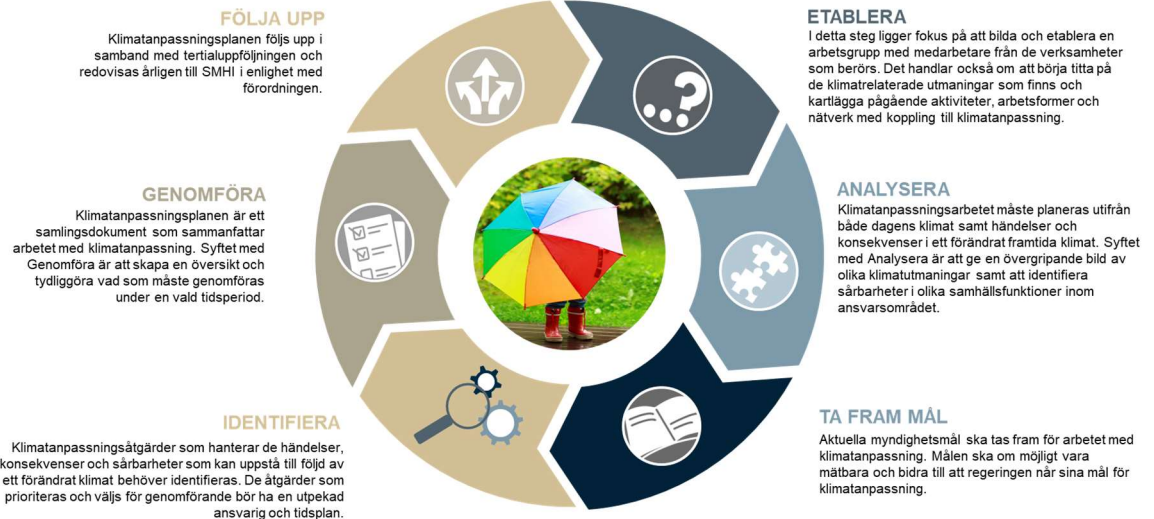 ETABLERA
I detta steg ligger fokus på att bilda och etablera en
arbetsgrupp med medarbetare från de verksamheter
som berörs. Det handlar också om att börja titta på
de klimatrelaterade utmaningar som finns och
kartlägga pågående aktiviteter, arbetsformer och
nätverk med koppling till klimatanpassning.
ANALYSERA
Klimatanpassningsarbetet måste planeras utifrån
både dagens klimat samt händelser och
konsekvenser i ett förändrat framtida klimat. Syftet
med Analysera är att ge en övergripande bild av
olika klimatutmaningar samt att identifiera
sårbarheter i olika samhällsfunktioner inom
ansvarsområdet.
TA FRAM MÅL
Aktuella myndighetsmål ska tas fram för arbetet med
klimatanpassning. Målen ska om möjligt vara
mätbara och bidra till att regeringen når sina mål för
klimatanpassning.
IDENTIFIERA
Klimatanpassningsåtgärder som hanterar de händelser,
konsekvenser och sårbarheter som kan uppstå till följd av
ett förändrat klimat behöver identifieras. De åtgärder som
prioriteras och väljs för genomförande bör ha en utpekad
ansvarig och tidsplan.
GENOMFÖRA
Klimatanpassningsplanen är ett
samlingsdokument som sammanfattar
arbetet med klimatanpassning. Syftet med
Genomföra är att skapa en översikt och
tydliggöra vad som måste genomföras
under en vald tidsperiod.
FÖLJA UPP
Klimatanpassningsplanen följs upp i
samband med tertialuppföljningen och
redovisas årligen till SMHI i enlighet med
förordningen.